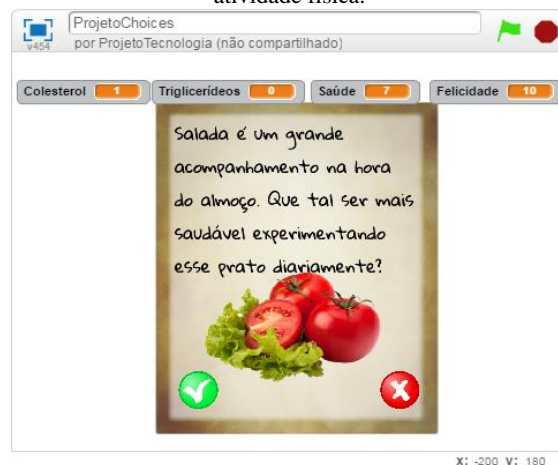 atividade física.
ProjetoChoices
v454
por ProjetoTecnologia (não compartilhado)
Colesterol 1 Triglicerídeos 0 Saúde 7 Felicidade 10
Salada é um grande
acompanhamento na hora
do almoço. Que tal ser mais
saudável experimentando
esse prato diariamente?
X: -200 Y: 180